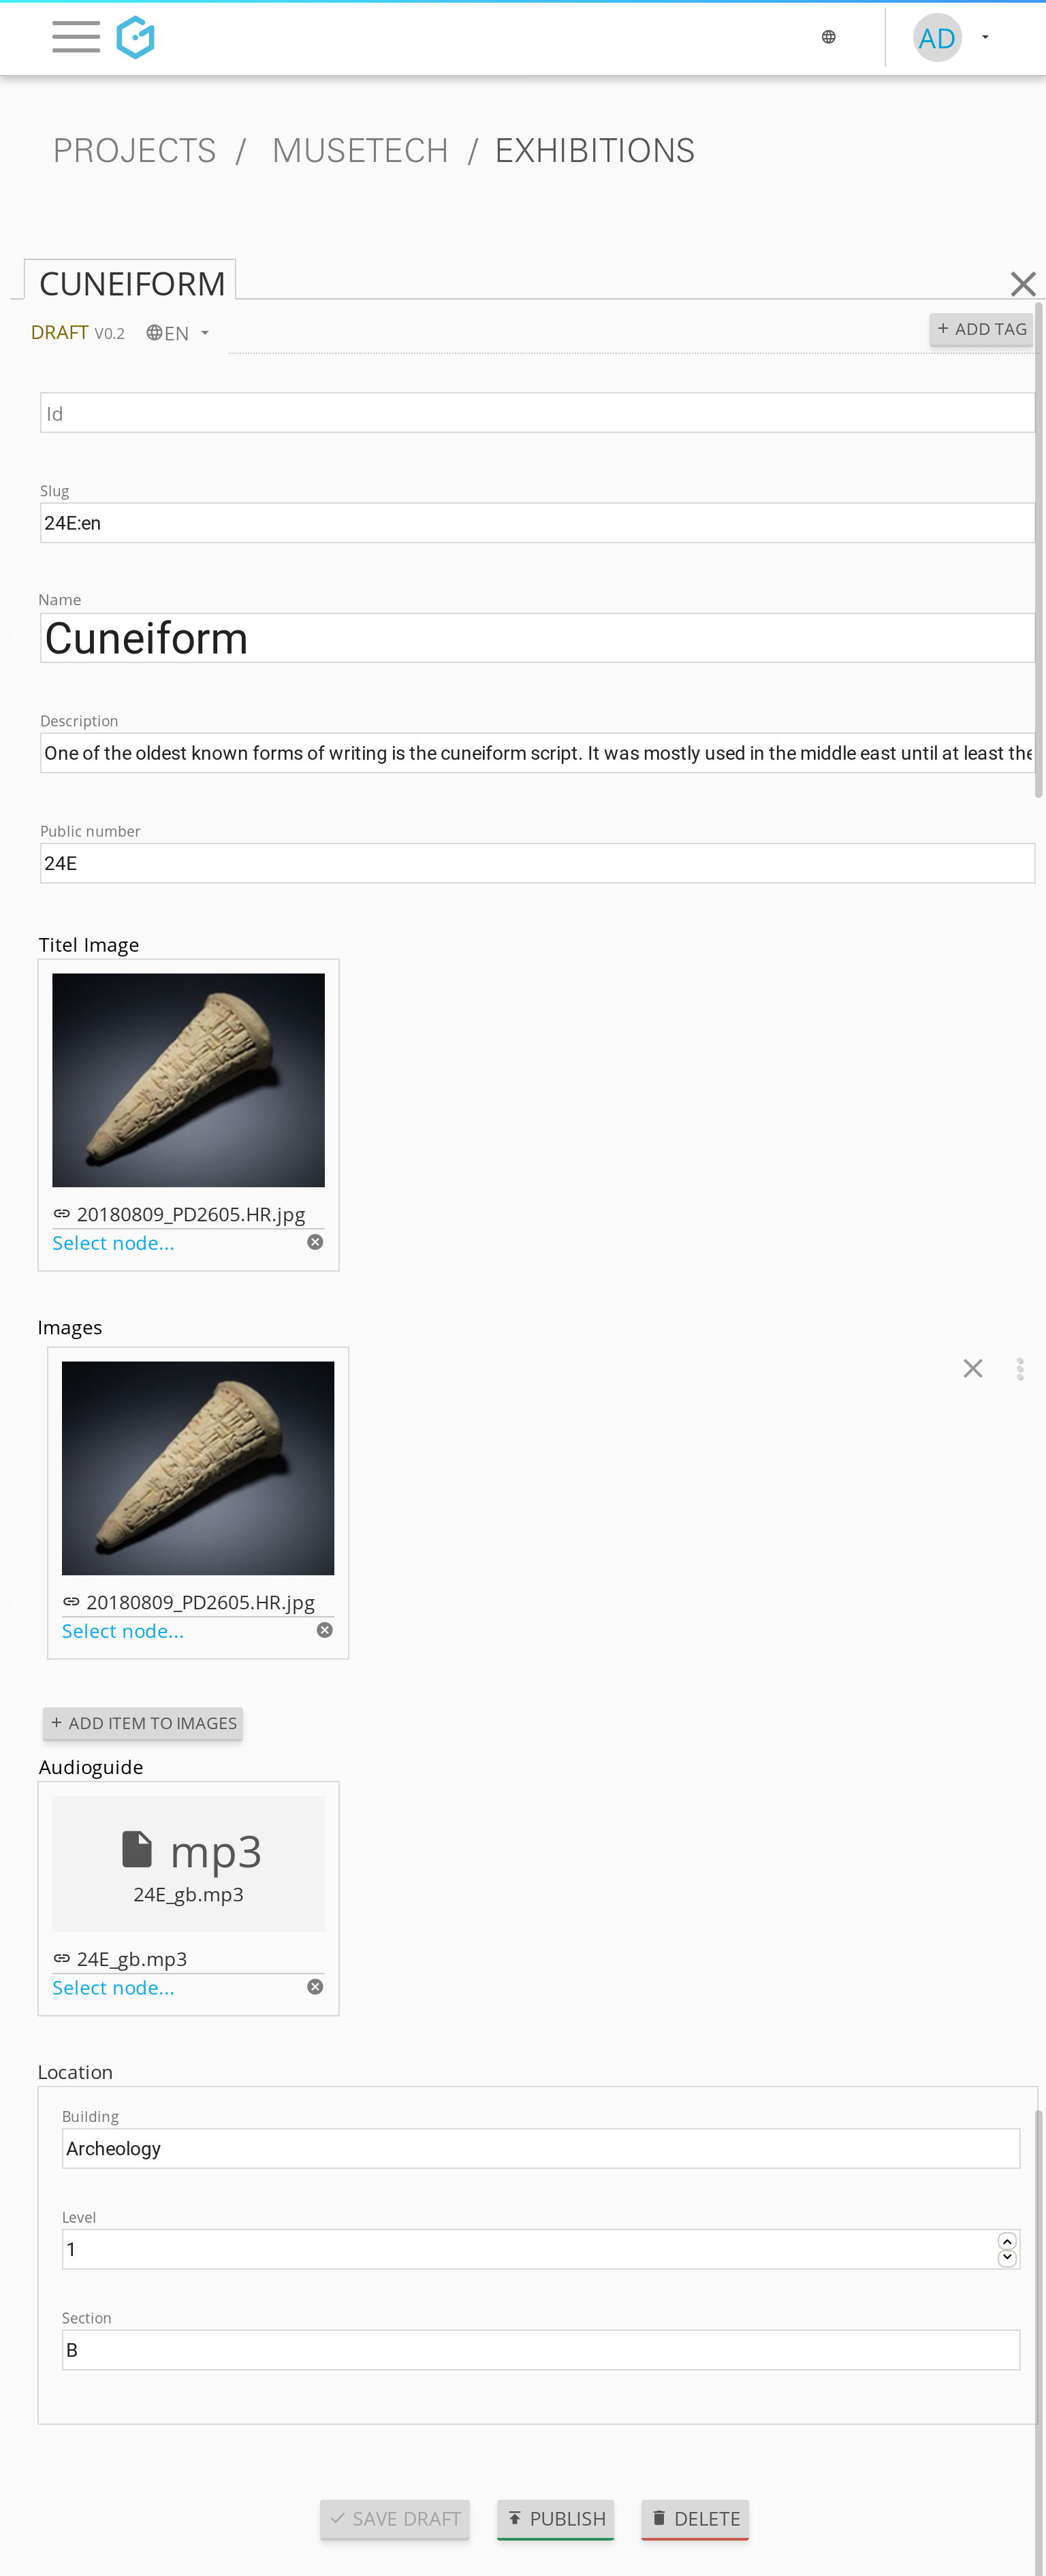 AD
PROJECTS / MUSETECH / EXHIBITIONS
CUNEIFORM
DRAFT V0.2 EN
+ ADD TAG
Id
Slug
24E:en
Name
Cuneiform
Description
One of the oldest known forms of writing is the cuneiform script. It was mostly used in the middle east until at least the
Public number
24E
Titel Image
20180809_PD2605.HR.jpg
Select node...
Images
20180809_PD2605.HR.jpg
Select node...
+ ADD ITEM TO IMAGES
Audioguide
mp3
24E_gb.mp3
24E_gb.mp3
Select node...
Location
Building
Archeology
Level
1
Section
B
SAVE DRAFT
PUBLISH
DELETE